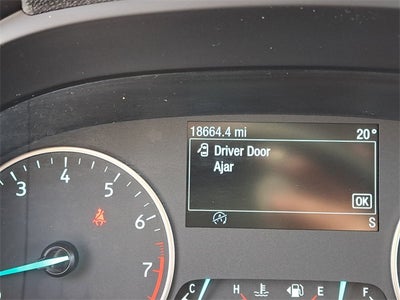 18664.4 mi 20°
Driver Door
Ajar
OK
S
3 4 5 6 7
C H E F